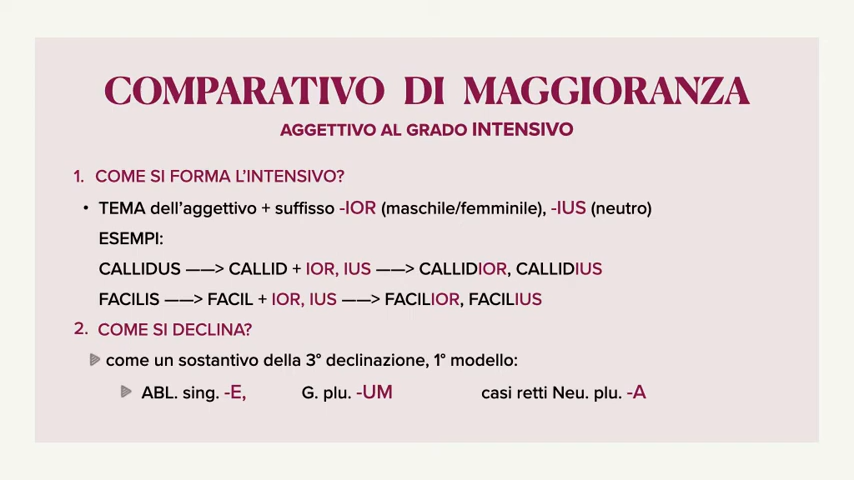 COMPARATIVO DI MAGGIORANZA
AGGETTIVO AL GRADO INTENSIVO
1. COME SI FORMA L'INTENSIVO?
• TEMA dell'aggettivo + suffisso -IOR (maschile/femminile), -IUS (neutro)
ESEMPI:
CALLIDUS ——> CALLID + IOR, IUS ——> CALLIDIOR, CALLIDIUS
FACILIS ——> FACIL + IOR, IUS ——> FACILIOR, FACILIUS
2. COME SI DECLINA?
come un sostantivo della 3° declinazione, 1° modello:
ABL. sing. -E, G. plu. -UM casi retti Neu. plu. -A